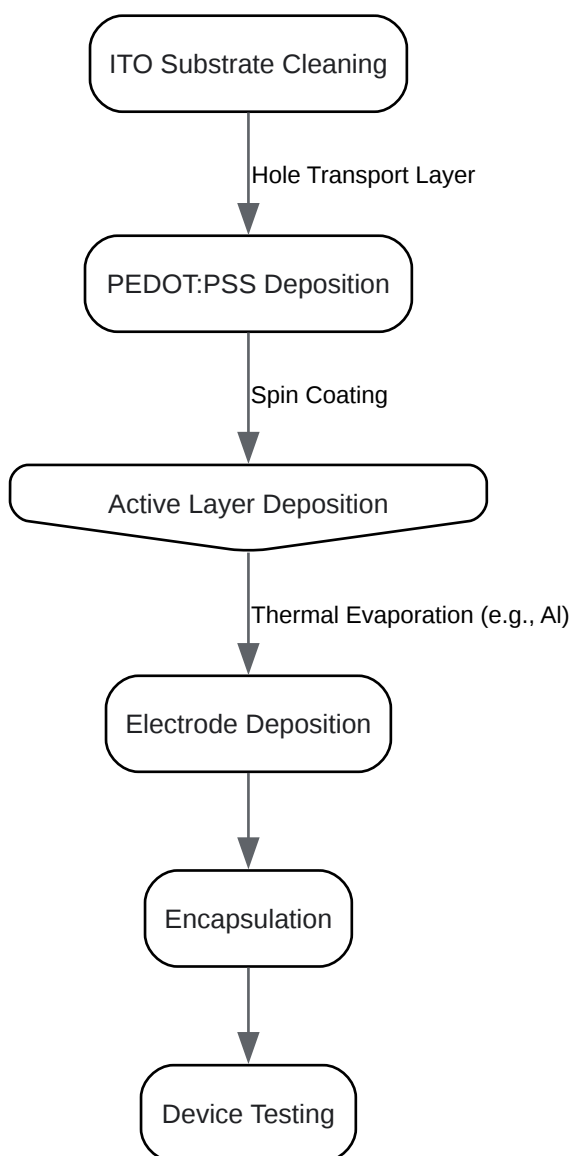 ITO Substrate Cleaning
Hole Transport Layer
PEDOT:PSS Deposition
Spin Coating
Active Layer Deposition
Thermal Evaporation (e.g., Al)
Electrode Deposition
Encapsulation
Device Testing